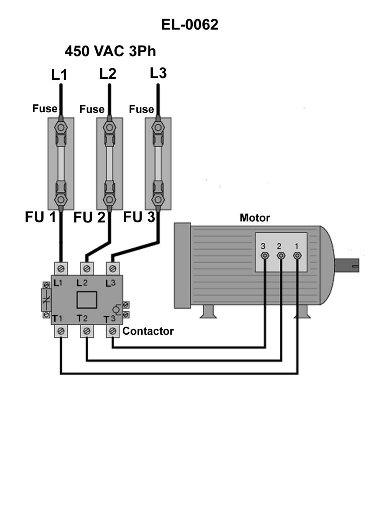 EL-0062
450 VAC 3Ph
L1 L2 L3
Fuse Fuse Fuse
FU 1 FU 2 FU 3
Motor
3 2 1
L1 L2 L3
T1 T2 T3
Contactor